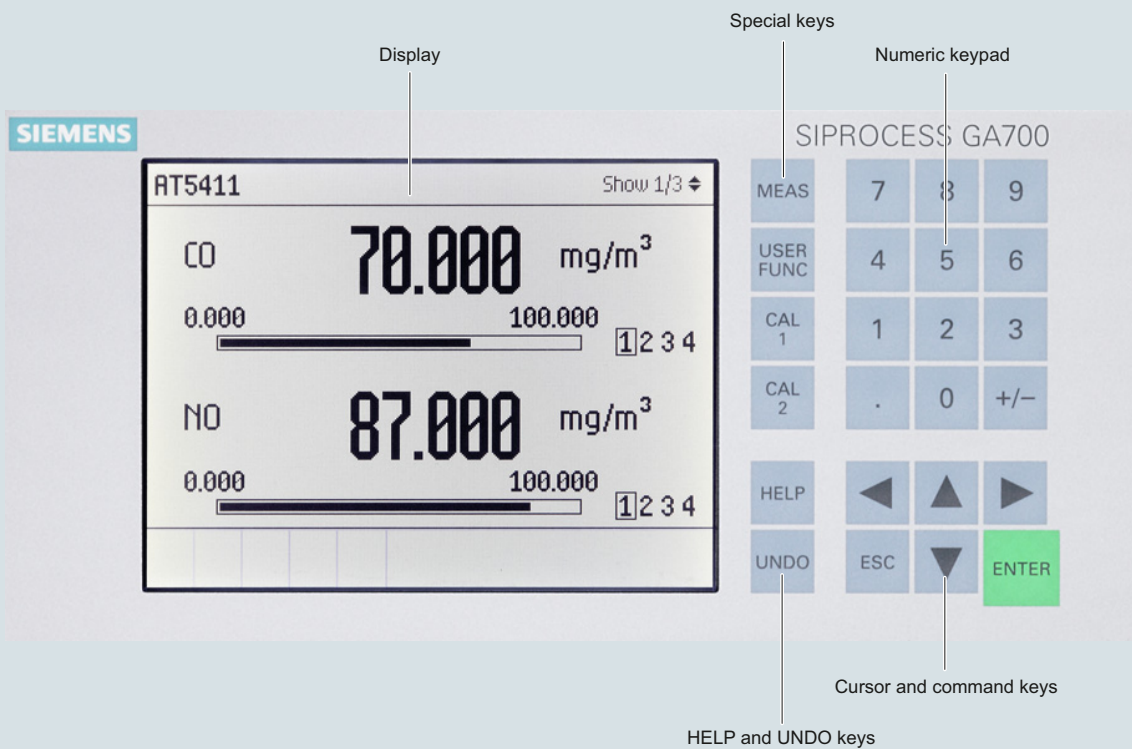 Special keys
Display
Numeric keypad
SIEMENS
SIPROCESS GA700
AT5411
Show 1/3
CO
70.000
mg/m³
0.000
100.000
1 2 3 4
NO
87.000
mg/m³
0.000
100.000
1 2 3 4
MEAS
7
8
9
USER
FUNC
4
5
6
CAL
1
1
2
3
CAL
2
.
0
+/–
HELP
UNDO
ESC
ENTER
Cursor and command keys
HELP and UNDO keys